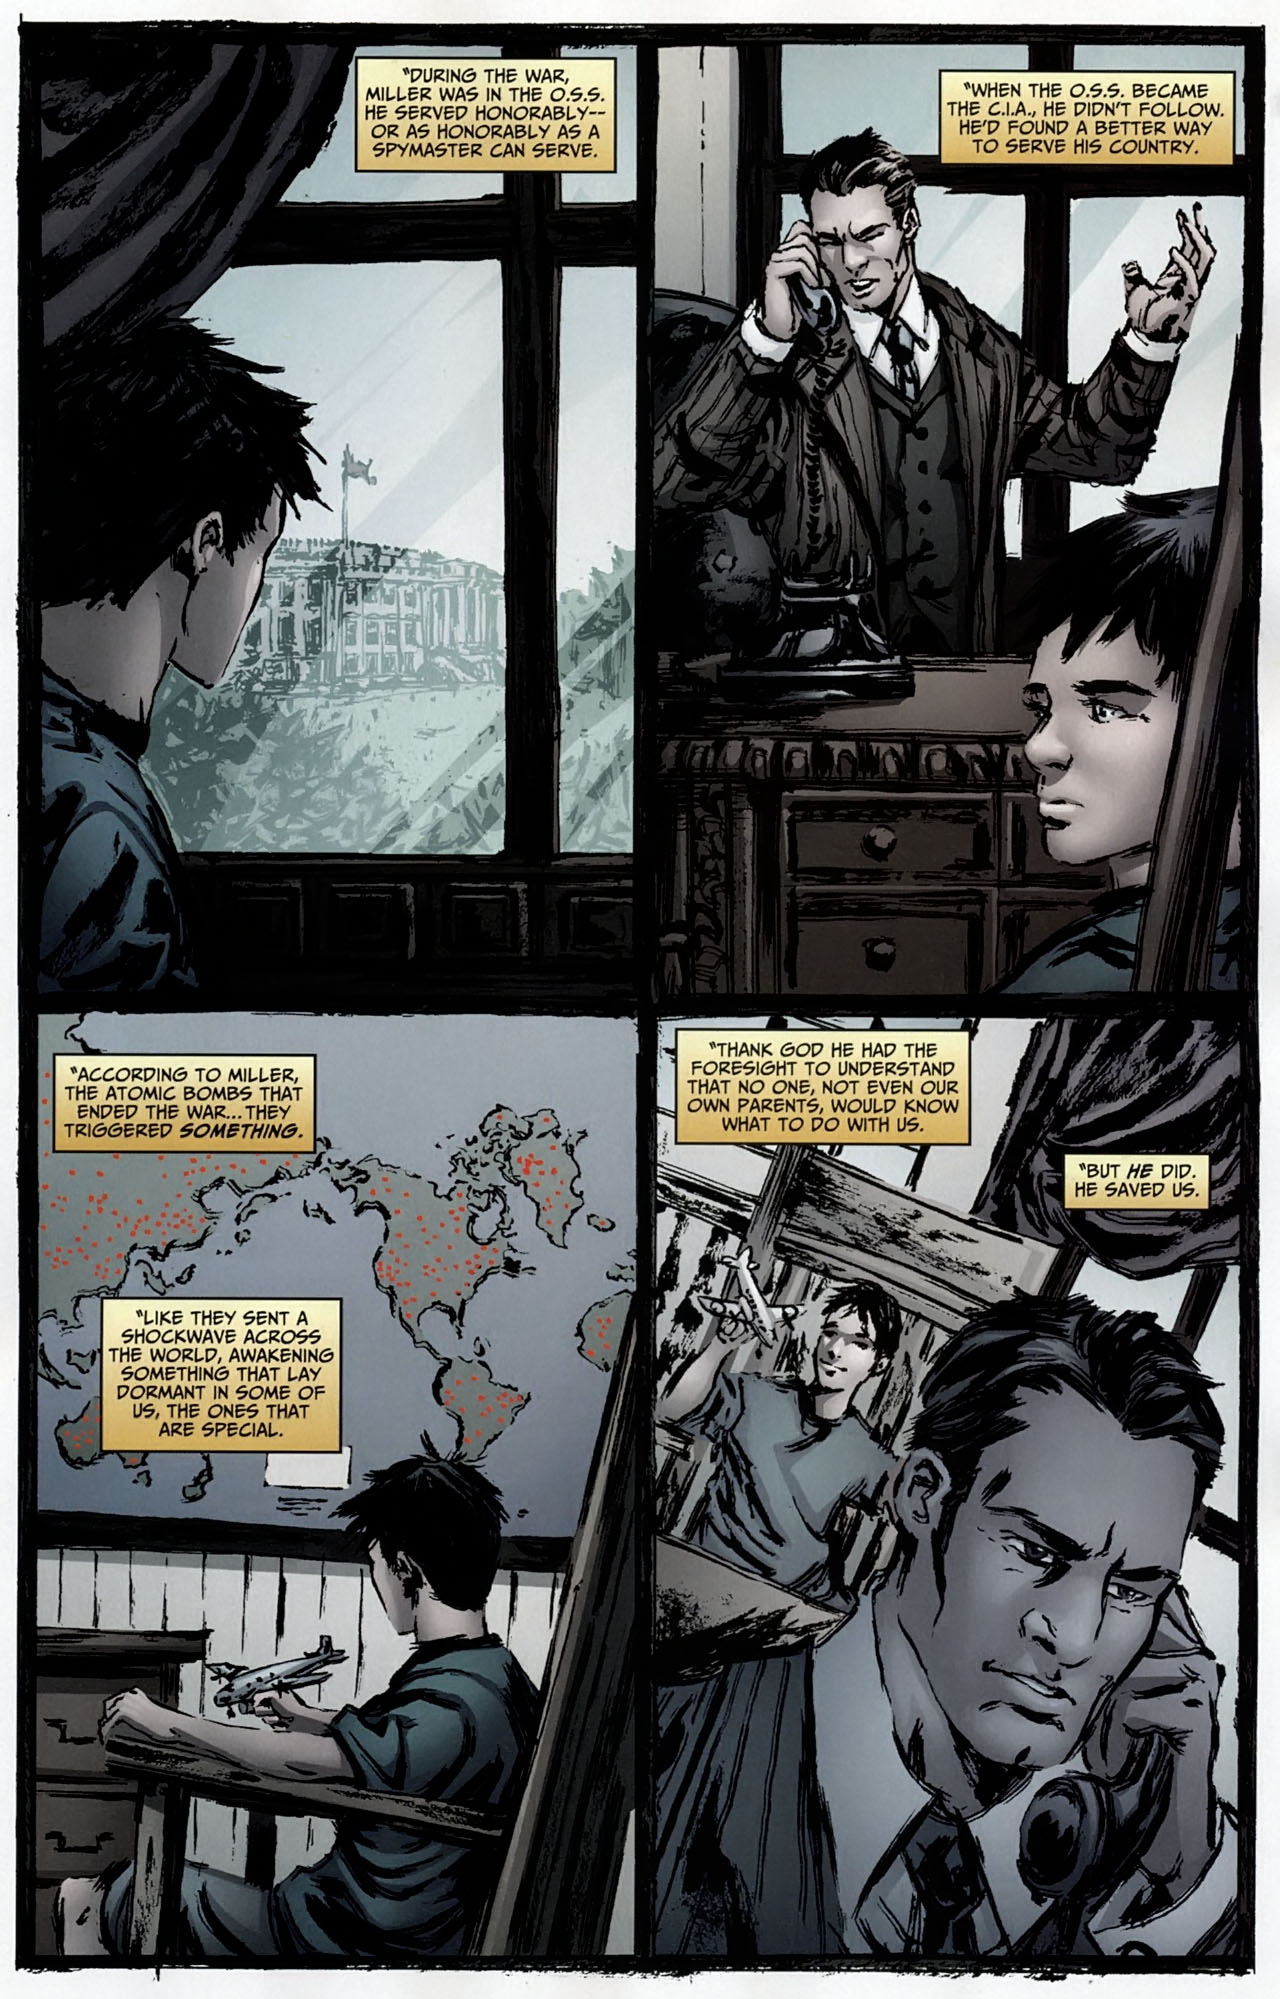 "DURING THE WAR,
MILLER WAS IN THE O.S.S.
HE SERVED HONORABLY--
OR AS HONORABLY AS A
SPYMASTER CAN SERVE.
"WHEN THE O.S.S. BECAME
THE C.I.A., HE DIDN'T FOLLOW.
HE'D FOUND A BETTER WAY
TO SERVE HIS COUNTRY.
"ACCORDING TO MILLER,
THE ATOMIC BOMBS THAT
ENDED THE WAR...THEY
TRIGGERED SOMETHING.
"LIKE THEY SENT A
SHOCKWAVE ACROSS
THE WORLD, AWAKENING
SOMETHING THAT LAY
DORMANT IN SOME OF
US, THE ONES THAT
ARE SPECIAL.
"THANK GOD HE HAD THE
FORESIGHT TO UNDERSTAND
THAT NO ONE, NOT EVEN OUR
OWN PARENTS, WOULD KNOW
WHAT TO DO WITH US.
"BUT HE DID.
HE SAVED US.